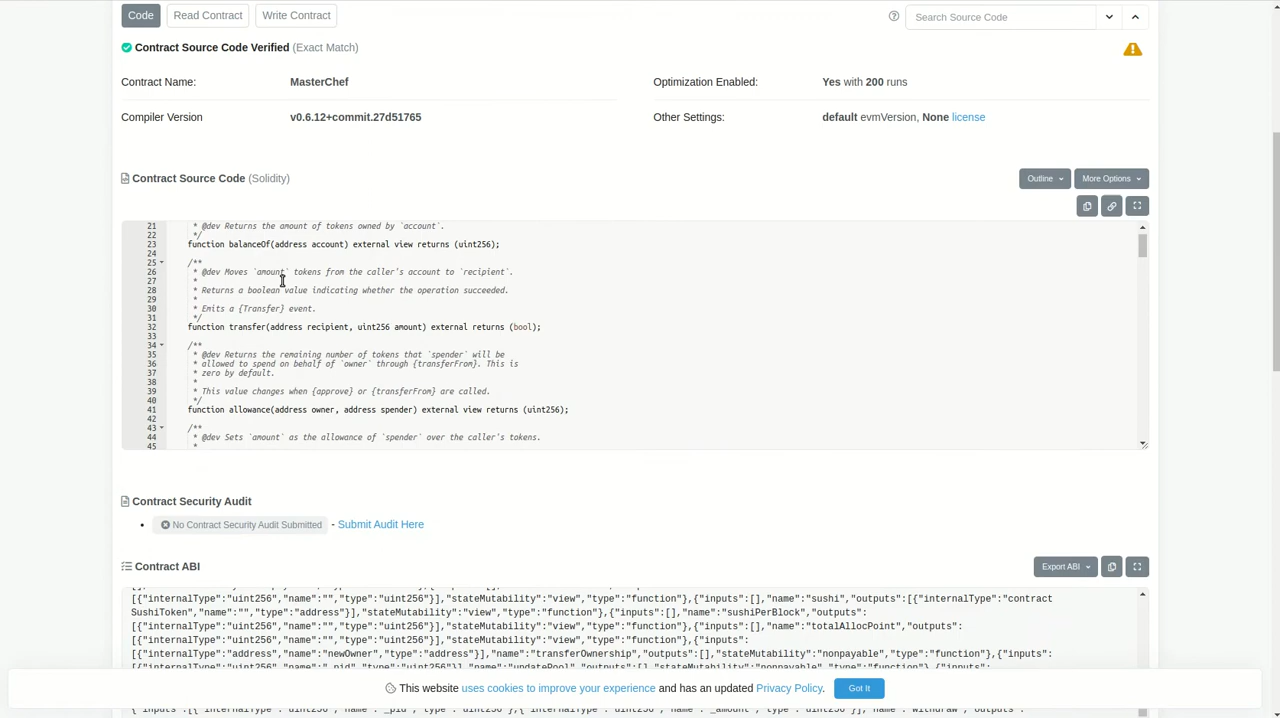 Code Read Contract Write Contract Search Source Code
Contract Source Code Verified (Exact Match)
Contract Name: MasterChef Optimization Enabled: Yes with 200 runs
Compiler Version v0.6.12+commit.27d51765 Other Settings: default evmVersion, None license
Contract Source Code (Solidity) Outline More Options
21 * @dev Returns the amount of tokens owned by `account`.
22 */
23 function balanceOf(address account) external view returns (uint256);
24
25 /**
26 * @dev Moves `amount` tokens from the caller's account to `recipient`.
27 *
28 * Returns a boolean value indicating whether the operation succeeded.
29 *
30 * Emits a {Transfer} event.
31 */
32 function transfer(address recipient, uint256 amount) external returns (bool);
33
34 /**
35 * @dev Returns the remaining number of tokens that `spender` will be
36 * allowed to spend on behalf of `owner` through {transferFrom}. This is
37 * zero by default.
38 *
39 * This value changes when {approve} or {transferFrom} are called.
40 */
41 function allowance(address owner, address spender) external view returns (uint256);
42
43 /**
44 * @dev Sets `amount` as the allowance of `spender` over the caller's tokens.
45 *
Contract Security Audit
• No Contract Security Audit Submitted - Submit Audit Here
Contract ABI Export ABI
[{"internalType":"uint256","name":"","type":"uint256"}],"stateMutability":"view","type":"function"},{"inputs":[],"name":"sushi","outputs":[{"internalType":"contract
SushiToken","name":"","type":"address"}],"stateMutability":"view","type":"function"},{"inputs":[],"name":"sushiPerBlock","outputs":
[{"internalType":"uint256","name":"","type":"uint256"}],"stateMutability":"view","type":"function"},{"inputs":[],"name":"totalAllocPoint","outputs":
[{"internalType":"uint256","name":"","type":"uint256"}],"stateMutability":"view","type":"function"},{"inputs":
[{"internalType":"address","name":"newOwner","type":"address"}],"name":"transferOwnership","outputs":[],"stateMutability":"nonpayable","type":"function"},{"inputs":
[{"internalType":"uint256","name":"_pid","type":"uint256"}],"name":"updatePool","outputs":[],"stateMutability":"nonpayable","type":"function"},{"inputs":
This website uses cookies to improve your experience and has an updated Privacy Policy. Got It